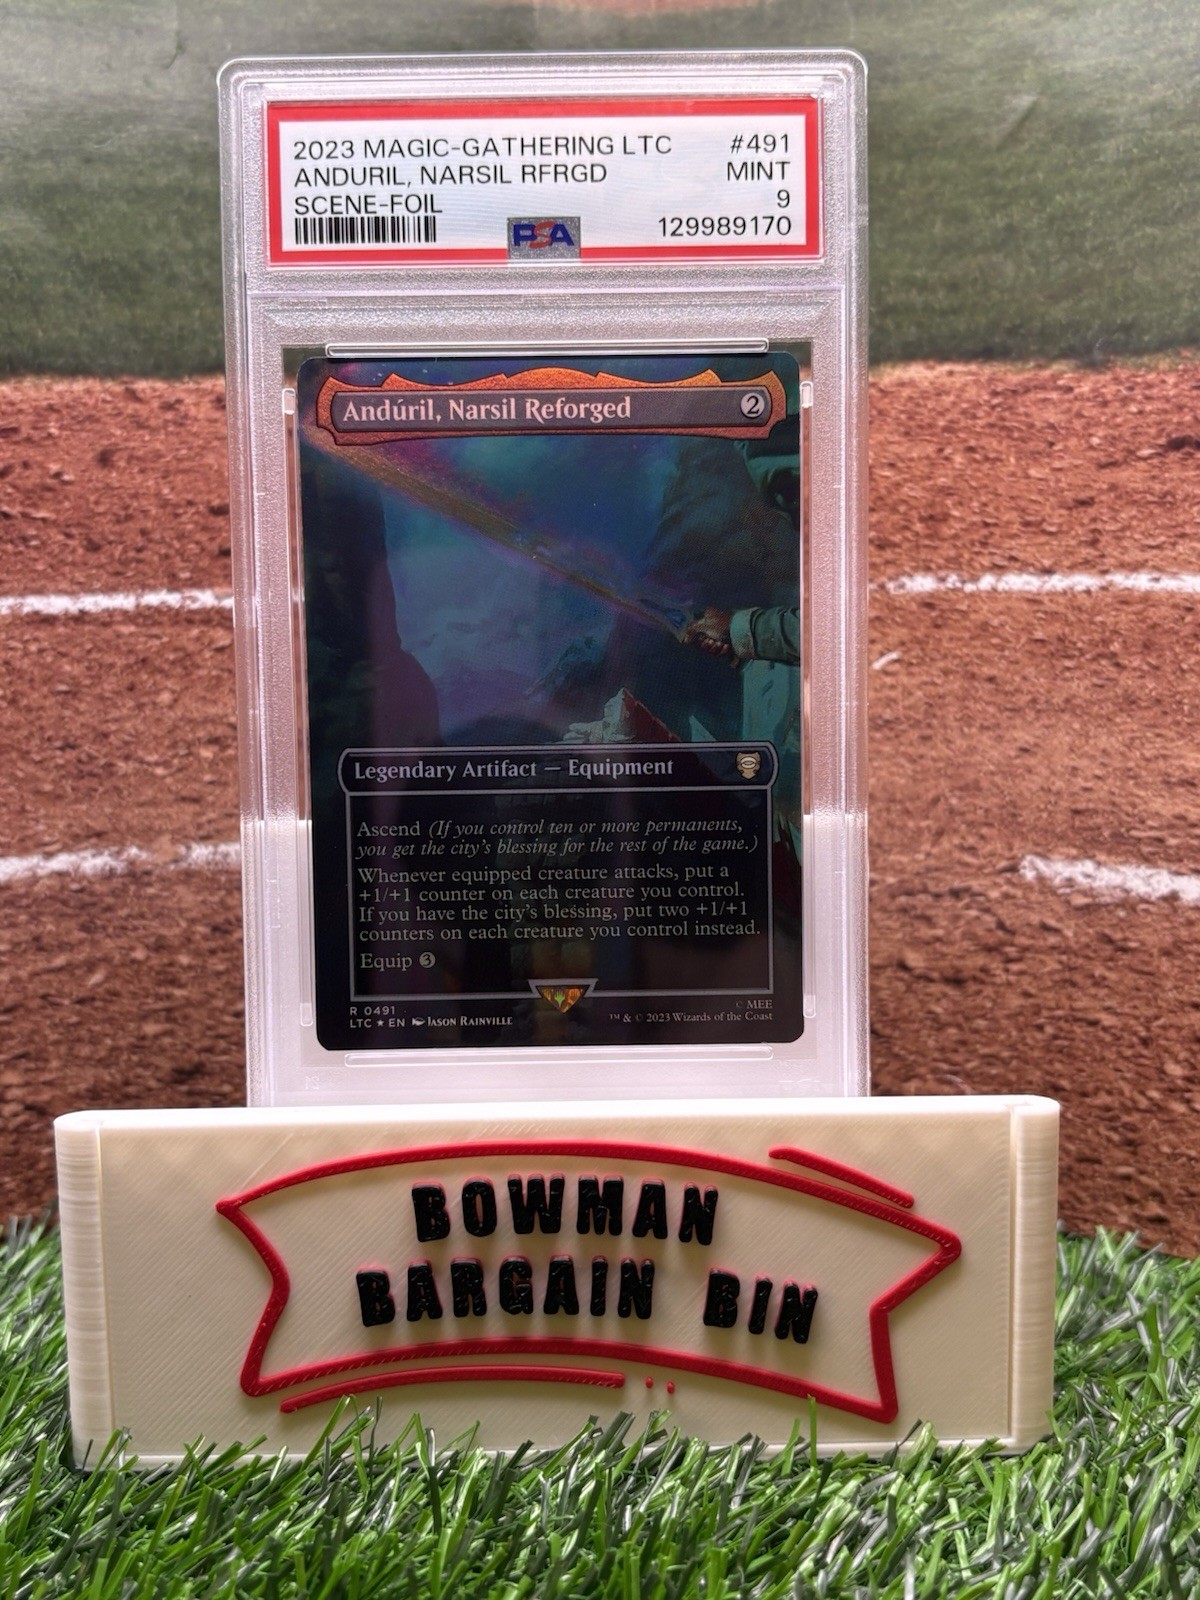 2023 MAGIC-GATHERING LTC #491
ANDURIL, NARSIL RFRGD MINT
SCENE-FOIL 9
PSA 129989170
Andúril, Narsil Reforged 2
Legendary Artifact — Equipment
Ascend (If you control ten or more permanents,
you get the city's blessing for the rest of the game.)
Whenever equipped creature attacks, put a
+1/+1 counter on each creature you control.
If you have the city's blessing, put two +1/+1
counters on each creature you control instead.
Equip 3
R 0491 © MEE
LTC ★ EN Jason Rainville ™ & © 2023 Wizards of the Coast
BOWMAN
BARGAIN BIN